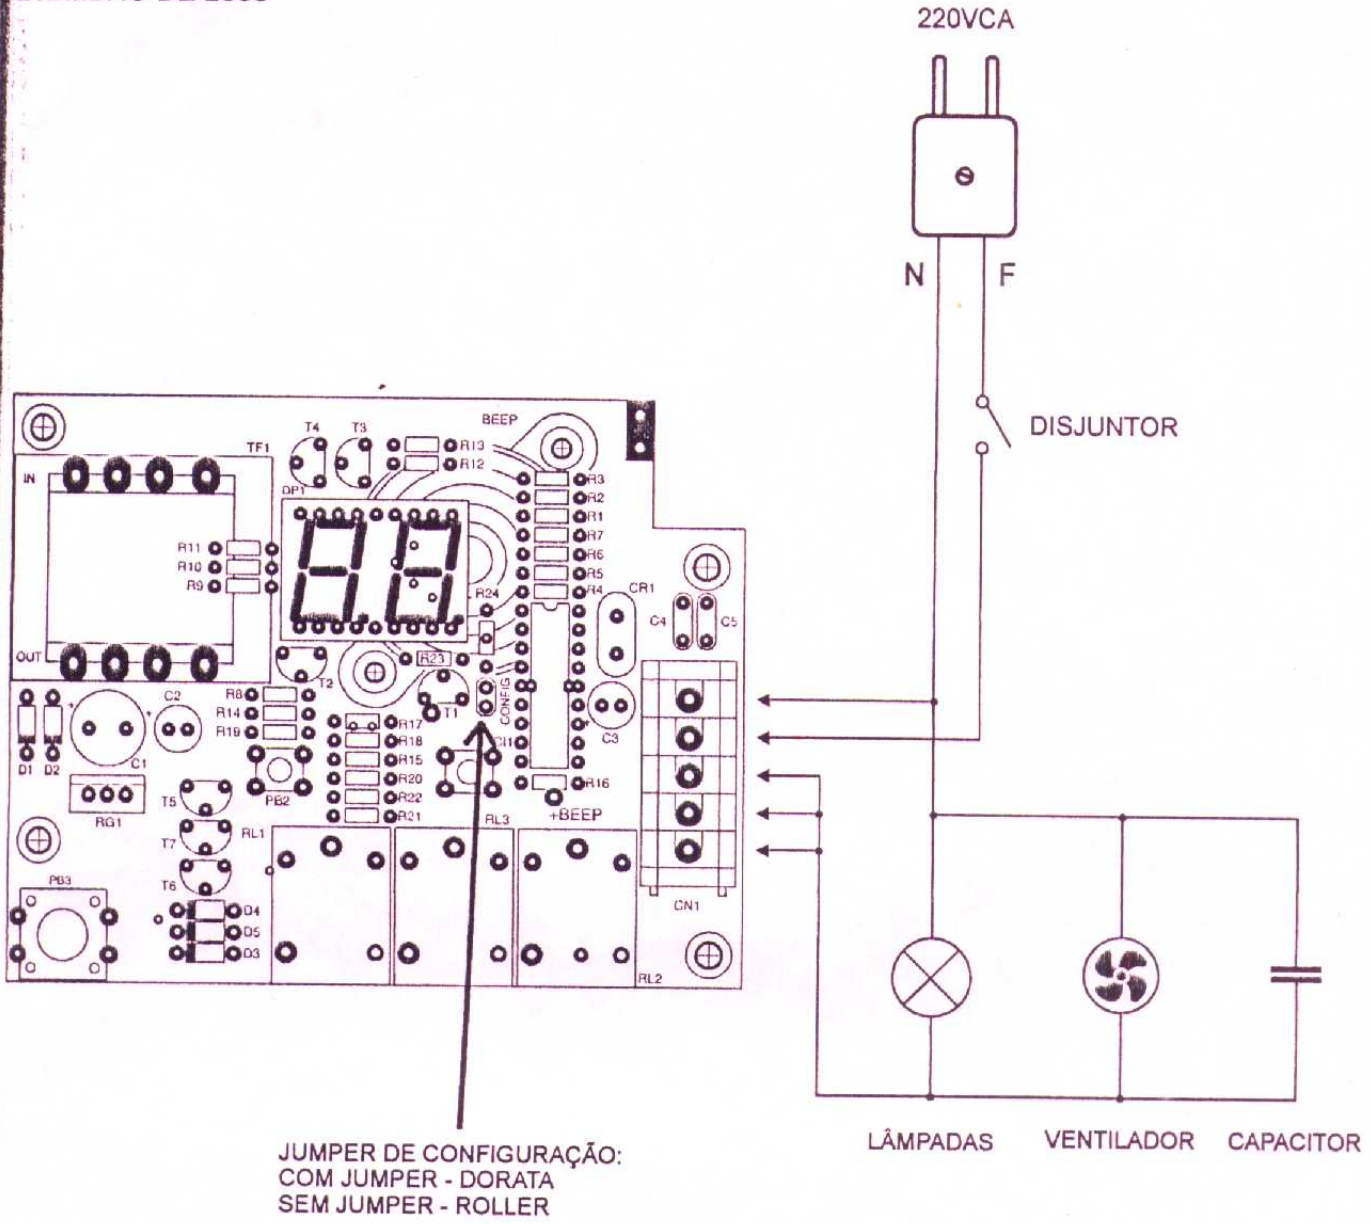 220VCA
N F
DISJUNTOR
BEEP
T4 T3
R13
TF1
R12
IN
DP1
R3
R2
R1
R7
R11
R6
R10
R5
R9
R4
CR1
R24
C4 C5
OUT
R23
T2
R8
C2
CONFIG
R14
T1
R17
R19
C3
R18
CI1
D1 D2
C1
R15
R20
R16
PB2
T5
R22
RG1
R21
+BEEP
RL1
RL3
T7
T6
PB3
CN1
D4
D5
D3
RL2
LÂMPADAS VENTILADOR CAPACITOR
JUMPER DE CONFIGURAÇÃO:
COM JUMPER - DORATA
SEM JUMPER - ROLLER